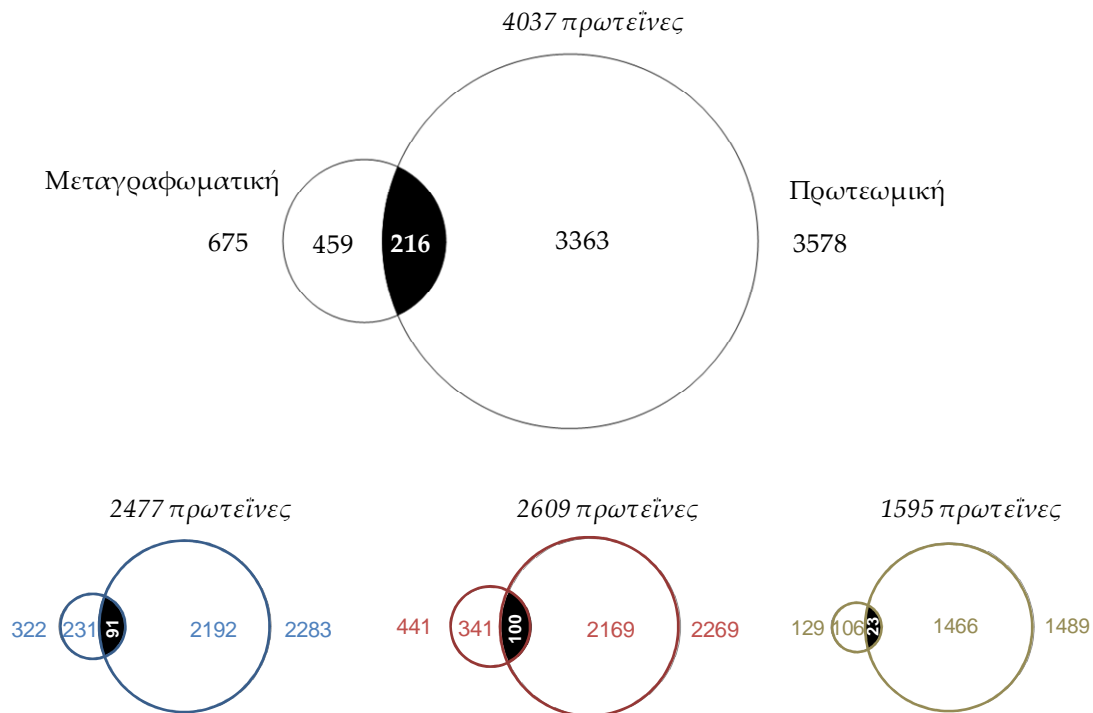 4037 πρωτεΐνες
Μεταγραφωματική
Πρωτεωμική
675 459 216 3363 3578
2477 πρωτεΐνες
2609 πρωτεΐνες
1595 πρωτεΐνες
322 231 91 2192 2283
441 341 100 2169 2269
129 106 23 1466 1489